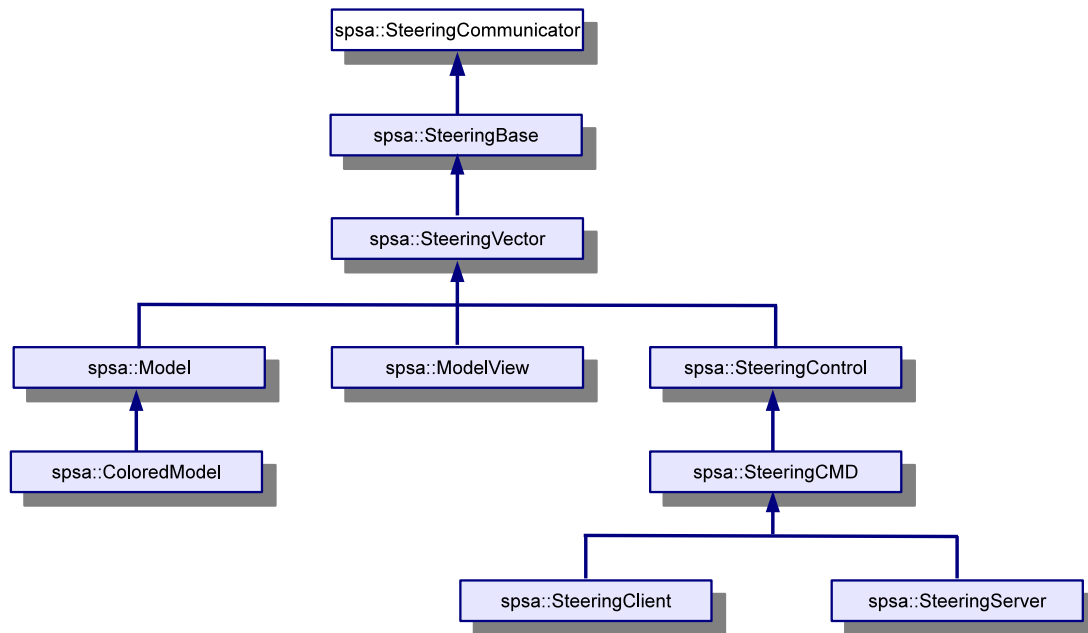 spsa::SteeringCommunicator
spsa::SteeringBase
spsa::SteeringVector
spsa::Model
spsa::ModelView
spsa::SteeringControl
spsa::ColoredModel
spsa::SteeringCMD
spsa::SteeringClient
spsa::SteeringServer